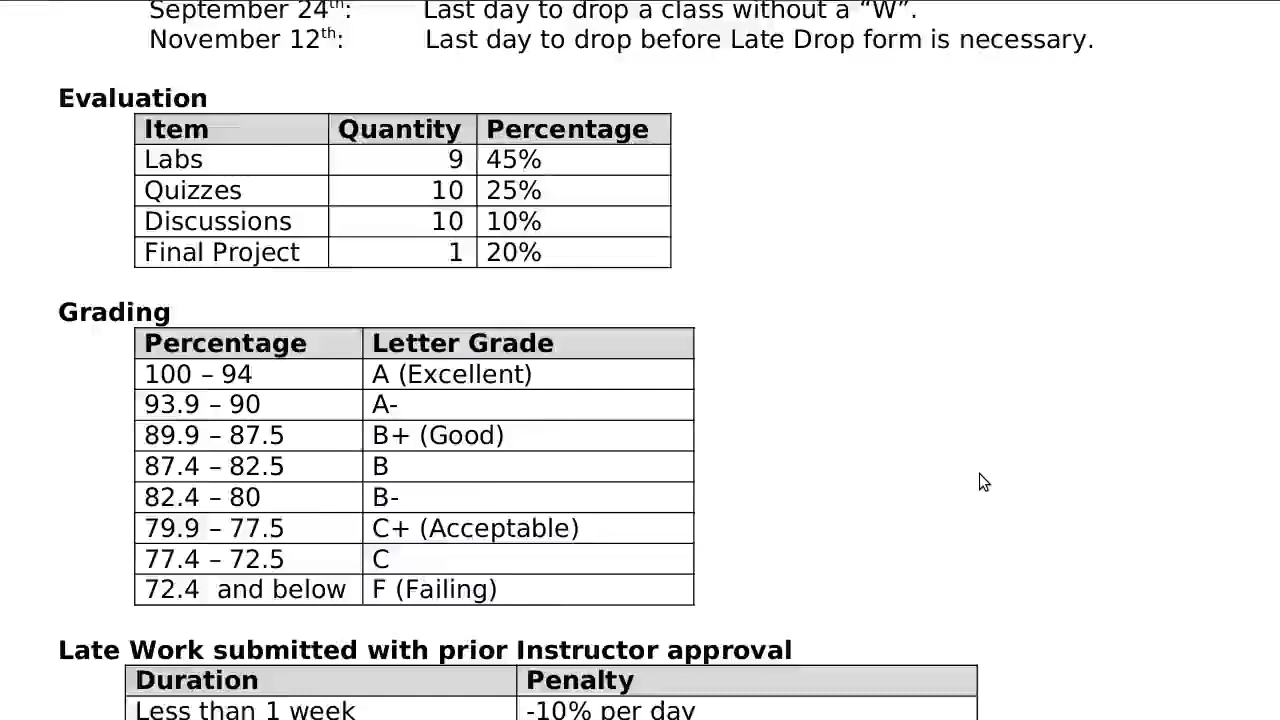 September 24th: Last day to drop a class without a “W”.
November 12th: Last day to drop before Late Drop form is necessary.
Evaluation
Item Quantity Percentage
Labs 9 45%
Quizzes 10 25%
Discussions 10 10%
Final Project 1 20%
Grading
Percentage Letter Grade
100 – 94 A (Excellent)
93.9 – 90 A-
89.9 – 87.5 B+ (Good)
87.4 – 82.5 B
82.4 – 80 B-
79.9 – 77.5 C+ (Acceptable)
77.4 – 72.5 C
72.4  and below F (Failing)
Late Work submitted with prior Instructor approval
Duration Penalty
Less than 1 week -10% per day